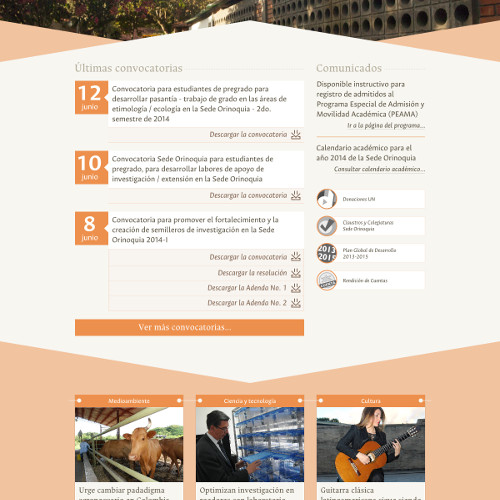 Últimas convocatorias
12
junio
Convocatoria para estudiantes de pregrado para
desarrollar pasantía - trabajo de grado en las áreas de
etimología / ecología en la Sede Orinoquia - 2do.
semestre de 2014
Descargar la convocatoria
10
junio
Convocatoria Sede Orinoquia para estudiantes de
pregrado, para desarrollar labores de apoyo de
investigación / extensión en la Sede Orinoquia
Descargar la convocatoria
8
junio
Convocatoria para promover el fortalecimiento y la
creación de semilleros de investigación en la Sede
Orinoquia 2014-I
Descargar la convocatoria
Descargar la resolución
Descargar la Adendo No. 1
Descargar la Adendo No. 2
Ver más convocatorias...
Comunicados
Disponible instructivo para
registro de admitidos al
Programa Especial de Admisión y
Movilidad Académica (PEAMA)
Ir a la página del programa...
Calendario académico para el
año 2014 de la Sede Orinoquia
Consultar calendario académico...
Direcciones UN
Claustros y Colegiaturas
Sede Orinoquia
2013
2015
Plan Global de Desarrollo
2013-2015
Rendición de Cuentas
Medioambiente
Ciencia y tecnología
Cultura
Urge cambiar padadigma
Optimizan investigación en
Guitarra clásica